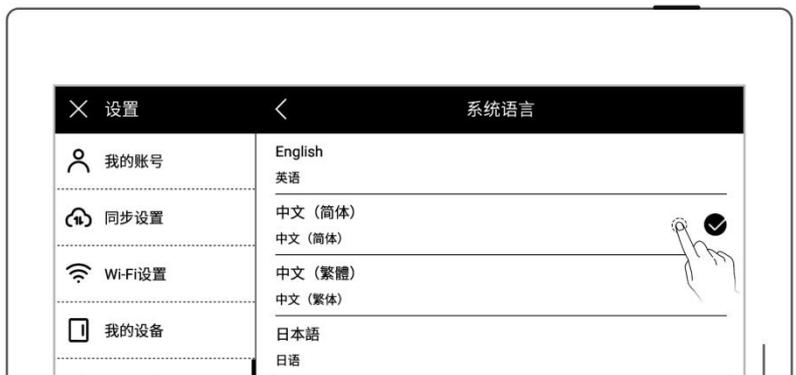 设置
系统语言
我的账号
同步设置
Wi-Fi设置
我的设备
English
英语
中文（简体）
中文（简体）
中文（繁體）
中文（繁体）
日本語
日语